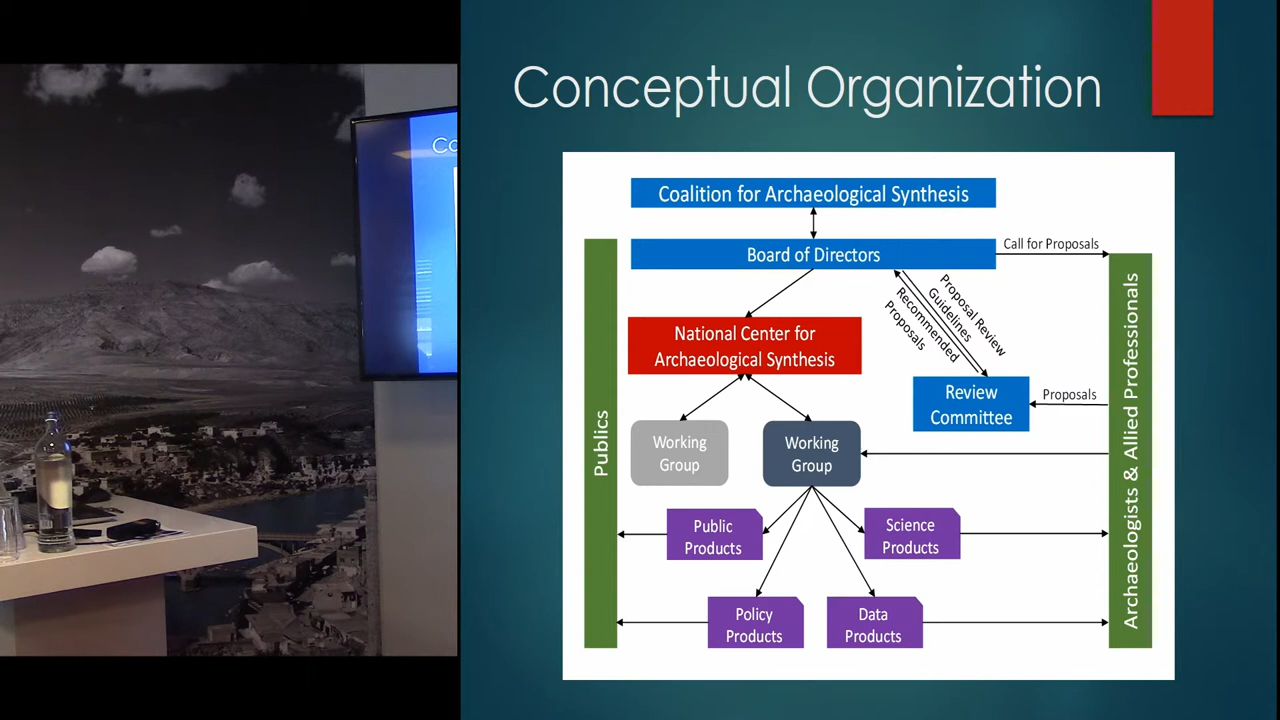 Conceptual Organization
Coalition for Archaeological Synthesis
Board of Directors
Call for Proposals
Proposal Review
Guidelines
Recommended
Proposals
National Center for
Archaeological Synthesis
Review
Committee
Proposals
Working
Group
Working
Group
Publics
Archaeologists & Allied Professionals
Public
Products
Science
Products
Policy
Products
Data
Products
Co